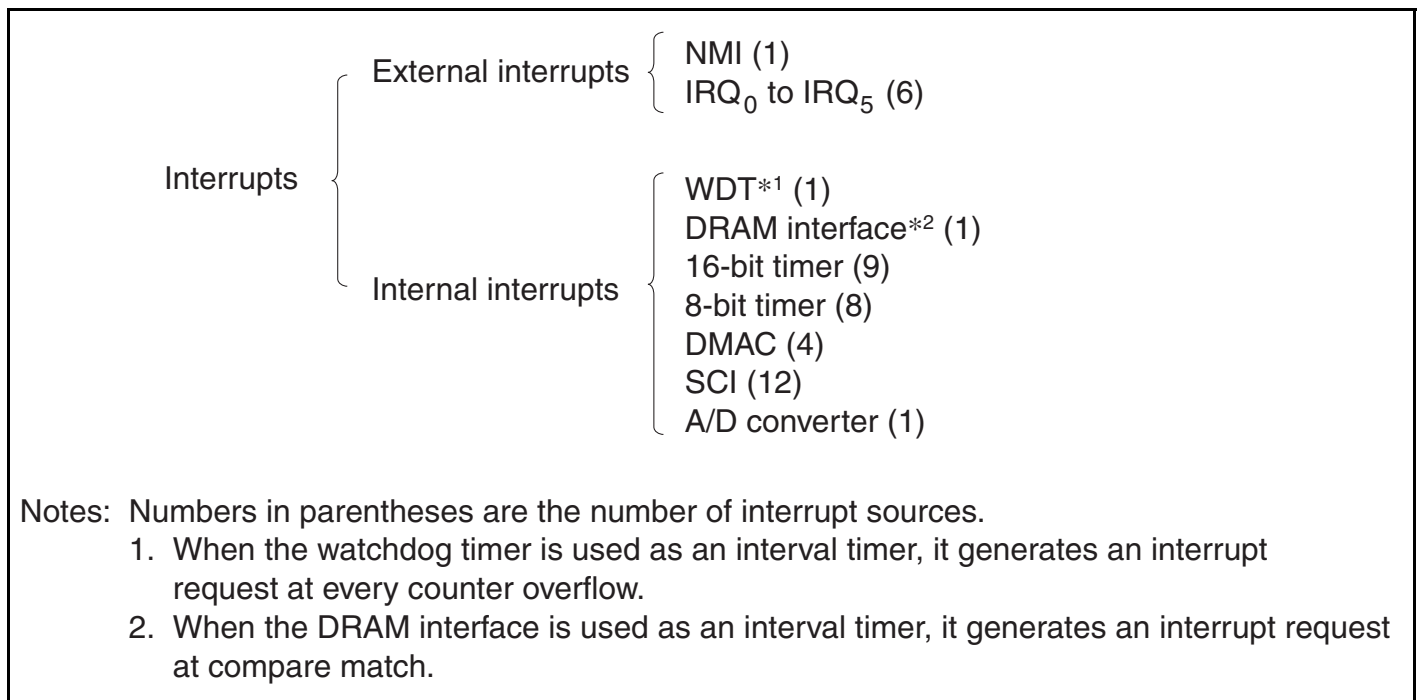 Interrupts
External interrupts
NMI (1)
IRQ₀ to IRQ₅ (6)
Internal interrupts
WDT*¹ (1)
DRAM interface*² (1)
16-bit timer (9)
8-bit timer (8)
DMAC (4)
SCI (12)
A/D converter (1)
Notes: Numbers in parentheses are the number of interrupt sources.
1. When the watchdog timer is used as an interval timer, it generates an interrupt
request at every counter overflow.
2. When the DRAM interface is used as an interval timer, it generates an interrupt request
at compare match.